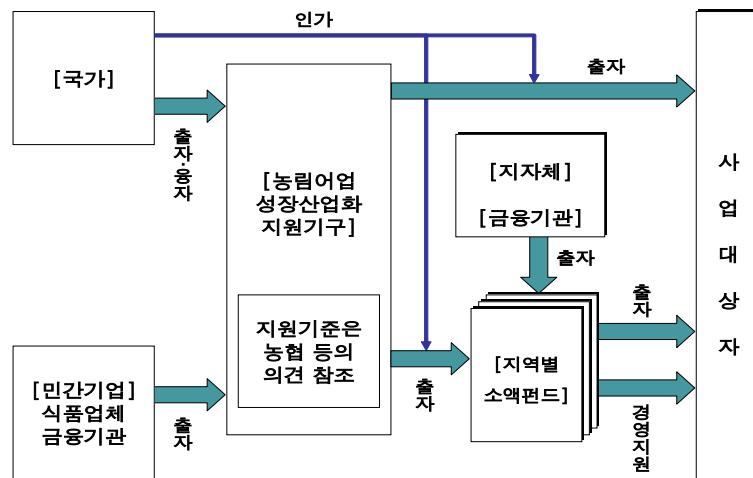 인가
[국가]
출자
출자·융자
[농림어업
성장산업화
지원기구]
[지자체]
[금융기관]
출자
사업대상자
지원기준은
농협 등의
의견 참조
출자
[지역별
소액펀드]
출자
경영지원
[민간기업]
식품업체
금융기관
출자